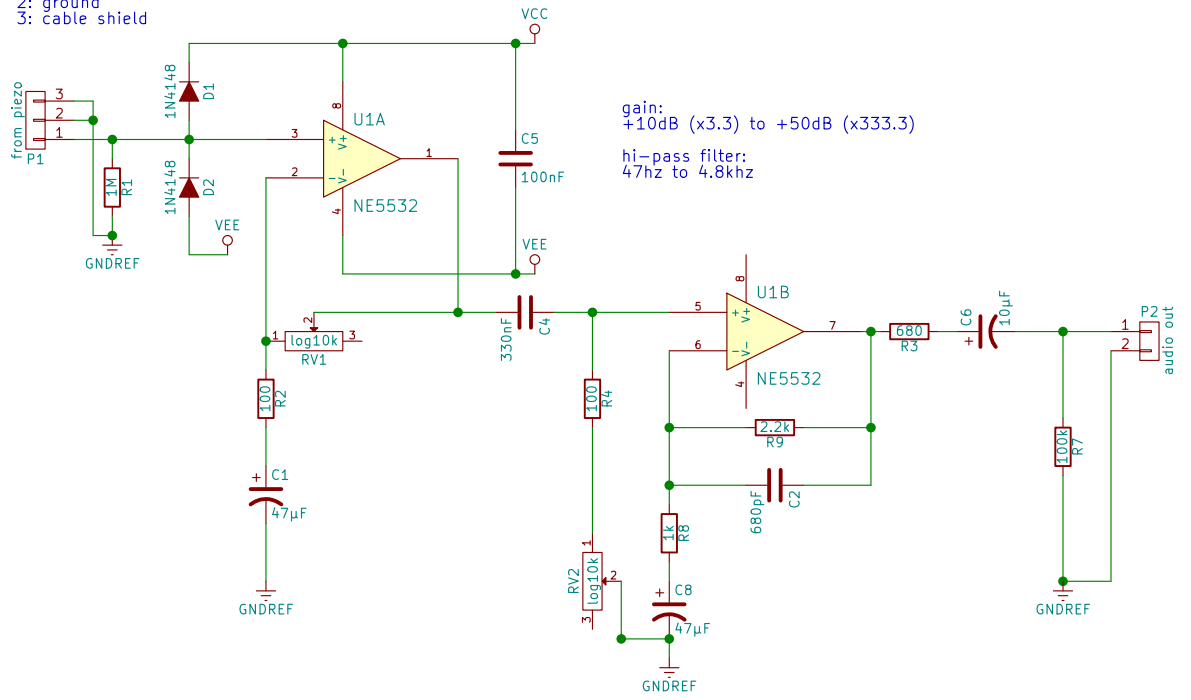 2: ground
3: cable shield
VCC
1N4148
D1
from piezo
3
2
1
P1
8
U1A
3
V+
1
2
V-
4
NE5532
C5
100nF
gain:
+10dB (x3.3) to +50dB (x333.3)
hi-pass filter:
47hz to 4.8khz
1M
R1
1N4148
D2
VEE
GNDREF
VEE
8
U1B
5
V+
7
6
V-
4
NE5532
2
1
log10k
3
RV1
330nF
C4
680
R3
C6
10µF
+
P2
1
2
audio out
100
R2
100
R4
2.2k
R9
100k
R7
+
C1
47µF
680pF
C2
1k
R8
1
RV2
log10k
2
3
+
C8
47µF
GNDREF
GNDREF
GNDREF